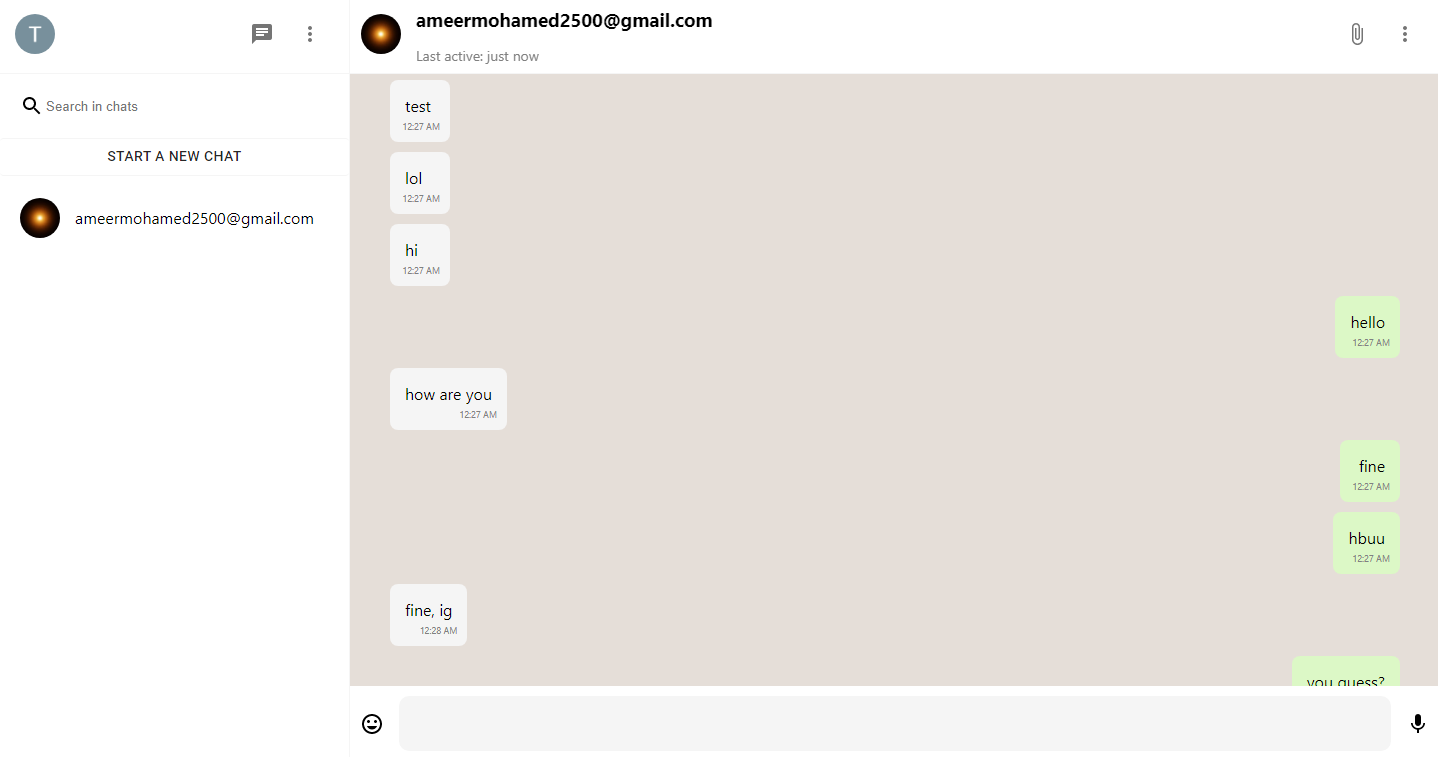 T
Search in chats
START A NEW CHAT
ameermohamed2500@gmail.com
ameermohamed2500@gmail.com
Last active: just now
test
12:27 AM
lol
12:27 AM
hi
12:27 AM
hello
12:27 AM
how are you
12:27 AM
fine
12:27 AM
hbuu
12:27 AM
fine, ig
12:28 AM
you guess?